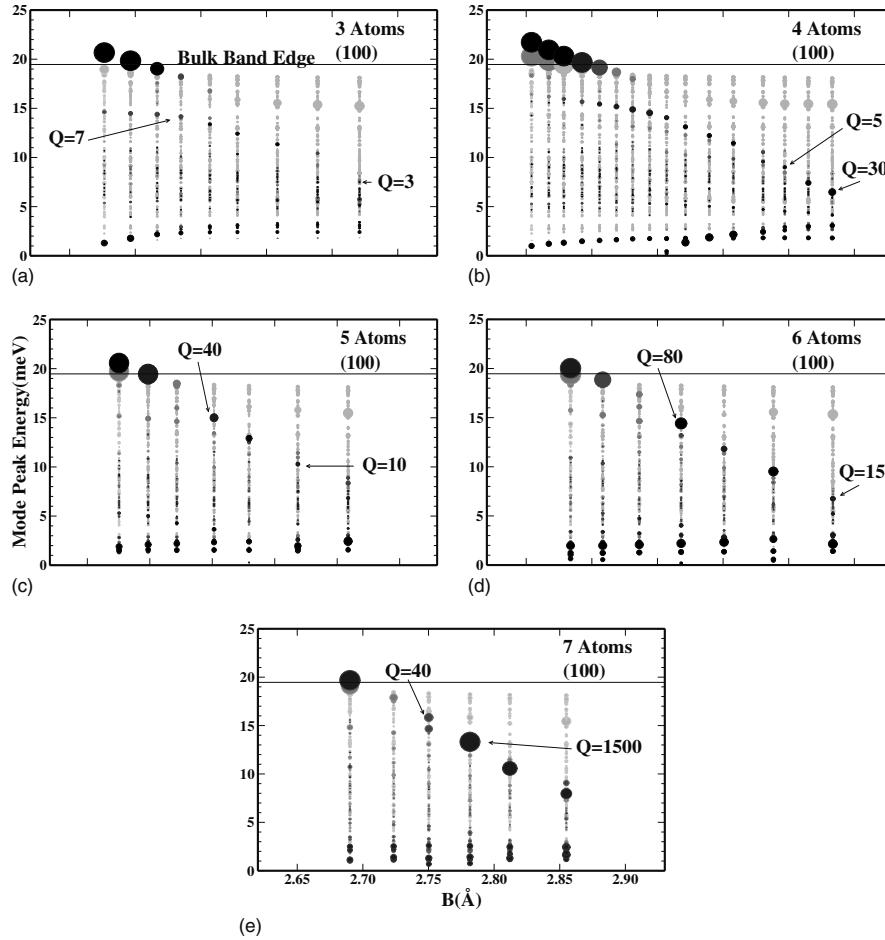 25
20
15
10
5
0
3 Atoms
(100)
Bulk Band Edge
Q=7
Q=3
(a)
25
20
15
10
5
0
4 Atoms
(100)
Q=5
Q=30
(b)
Mode Peak Energy(meV)
25
20
15
10
5
0
5 Atoms
(100)
Q=40
Q=10
(c)
25
20
15
10
5
0
6 Atoms
(100)
Q=80
Q=15
(d)
25
20
15
10
5
0
7 Atoms
(100)
Q=40
Q=1500
2.65 2.70 2.75 2.80 2.85 2.90
B(Å)
(e)